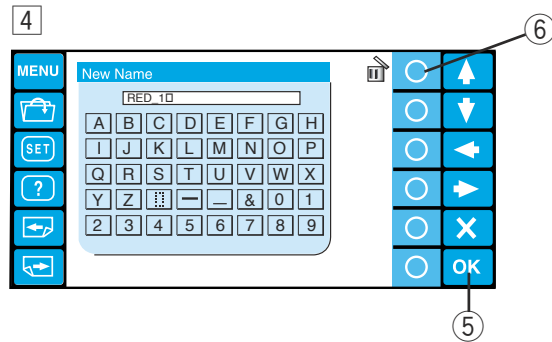 4
6
MENU
New Name
RED_1
A B C D E F G H
I J K L M N O P
SET
Q R S T U V W X
?
Y Z — _ & 0 1
2 3 4 5 6 7 8 9
OK
5